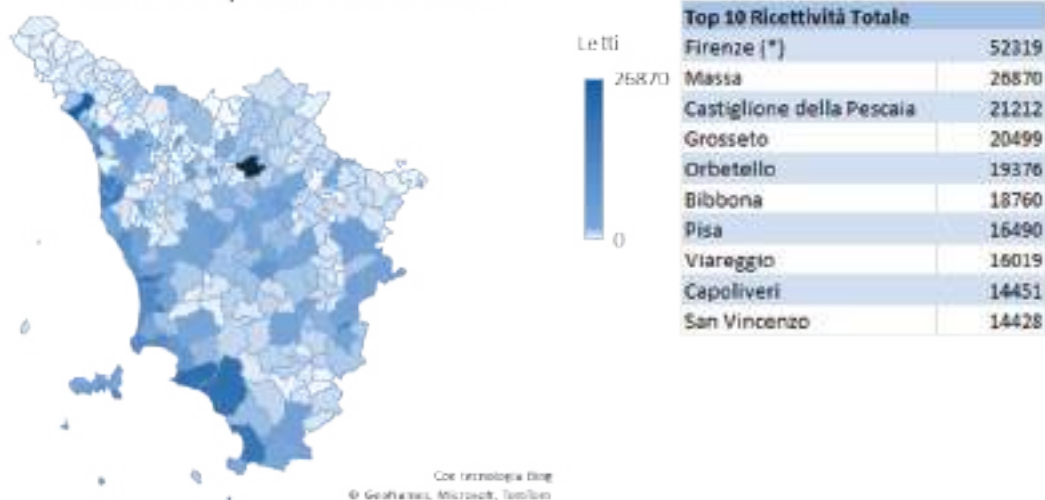 Letti
26870
0
Top 10 Ricettività Totale
Firenze (*) 52319
Massa 26870
Castiglione della Pescaia 21212
Grosseto 20499
Orbetello 19376
Bibbona 18760
Pisa 16490
Viareggio 16019
Capoliveri 14451
San Vincenzo 14428
Con tecnologia Bing
© GeoNames, Microsoft, TomTom